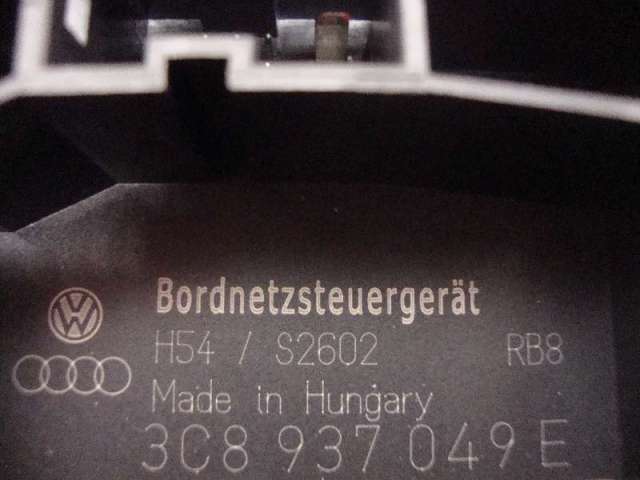 Bordnetzsteuergerät
H54 / S2602 RB8
Made in Hungary
3C8 937 049 E